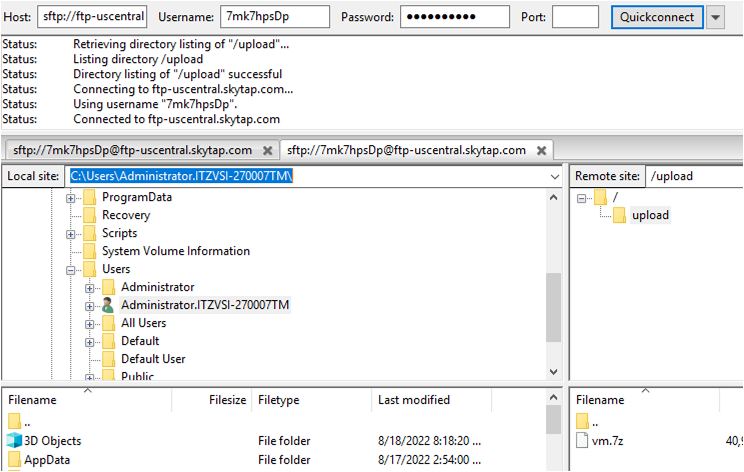 Host: sftp://ftp-uscentral Username: 7mk7hpsDp Password: ●●●●●●●●●● Port: Quickconnect
Status: Retrieving directory listing of "/upload"...
Status: Listing directory /upload
Status: Directory listing of "/upload" successful
Status: Connecting to ftp-uscentral.skytap.com...
Status: Using username "7mk7hpsDp".
Status: Connected to ftp-uscentral.skytap.com
sftp://7mk7hpsDp@ftp-uscentral.skytap.com sftp://7mk7hpsDp@ftp-uscentral.skytap.com
Local site: C:\Users\Administrator.ITZVSI-270007TM\
ProgramData
Recovery
Scripts
System Volume Information
Users
Administrator
Administrator.ITZVSI-270007TM
All Users
Default
Default User
Public
Filename Filesize Filetype Last modified
..
3D Objects File folder 8/18/2022 8:18:20 ...
AppData File folder 8/17/2022 2:54:00 ...
Remote site: /upload
/
upload
Filename
..
vm.7z 40,9